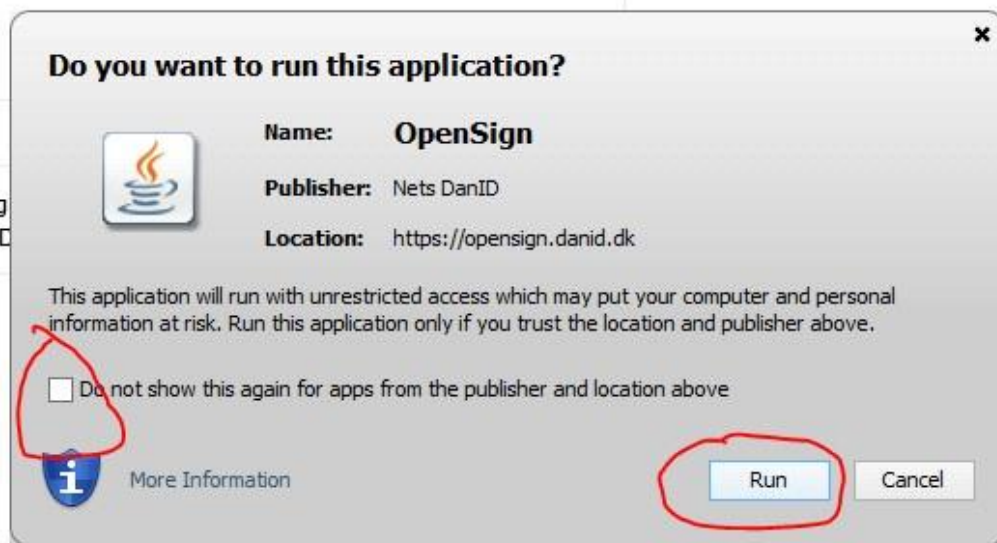 Do you want to run this application?
Name: OpenSign
Publisher: Nets DanID
Location: https://opensign.danid.dk
This application will run with unrestricted access which may put your computer and personal
information at risk. Run this application only if you trust the location and publisher above.
Do not show this again for apps from the publisher and location above
More Information
Run
Cancel